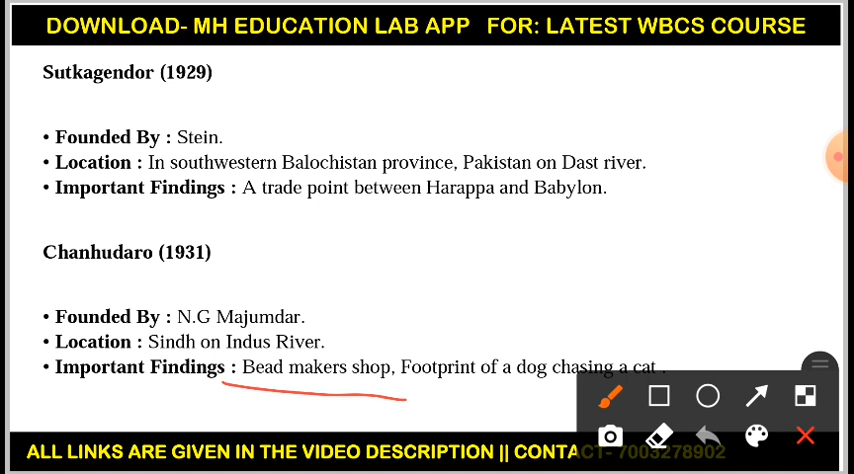 DOWNLOAD- MH EDUCATION LAB APP FOR: LATEST WBCS COURSE
Sutkagendor (1929)
• Founded By : Stein.
• Location : In southwestern Balochistan province, Pakistan on Dast river.
• Important Findings : A trade point between Harappa and Babylon.
Chanhudaro (1931)
• Founded By : N.G Majumdar.
• Location : Sindh on Indus River.
• Important Findings : Bead makers shop, Footprint of a dog chasing a cat .
ALL LINKS ARE GIVEN IN THE VIDEO DESCRIPTION || CONTACT- 7003278902